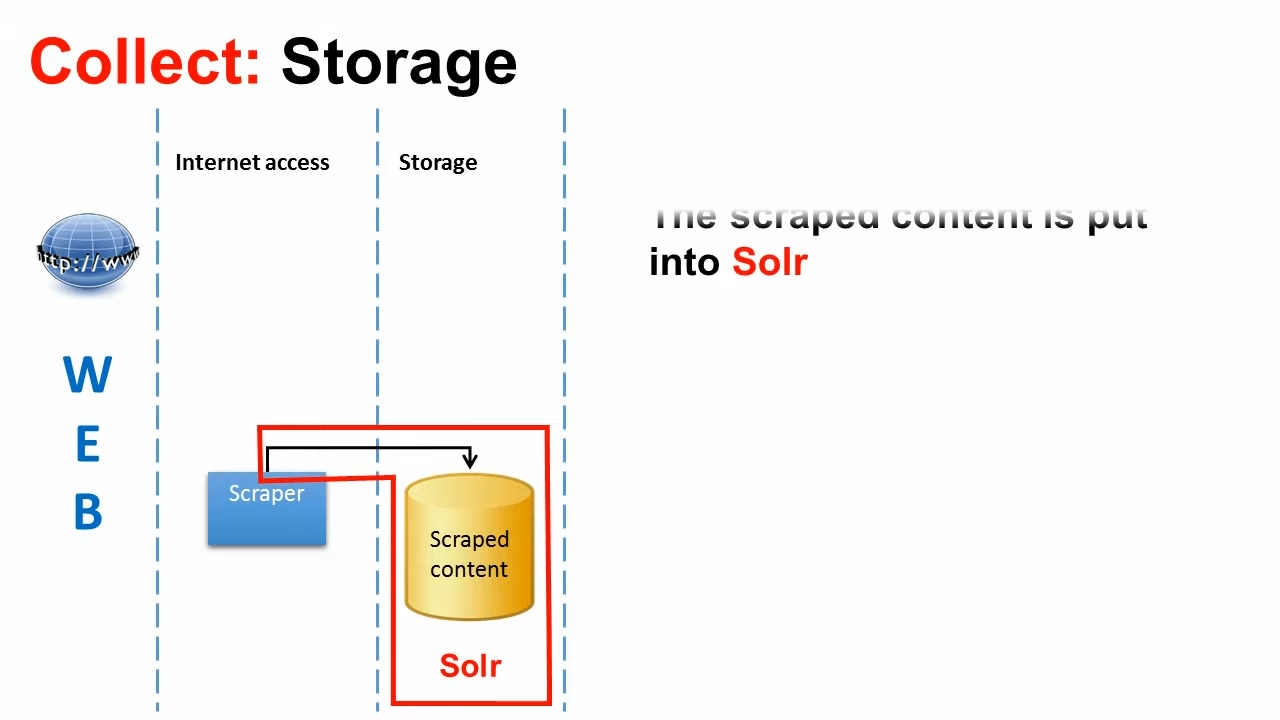 Collect: Storage
Internet access
Storage
The scraped content is put
into Solr
http://www
W
E
B
Scraper
Scraped
content
Solr